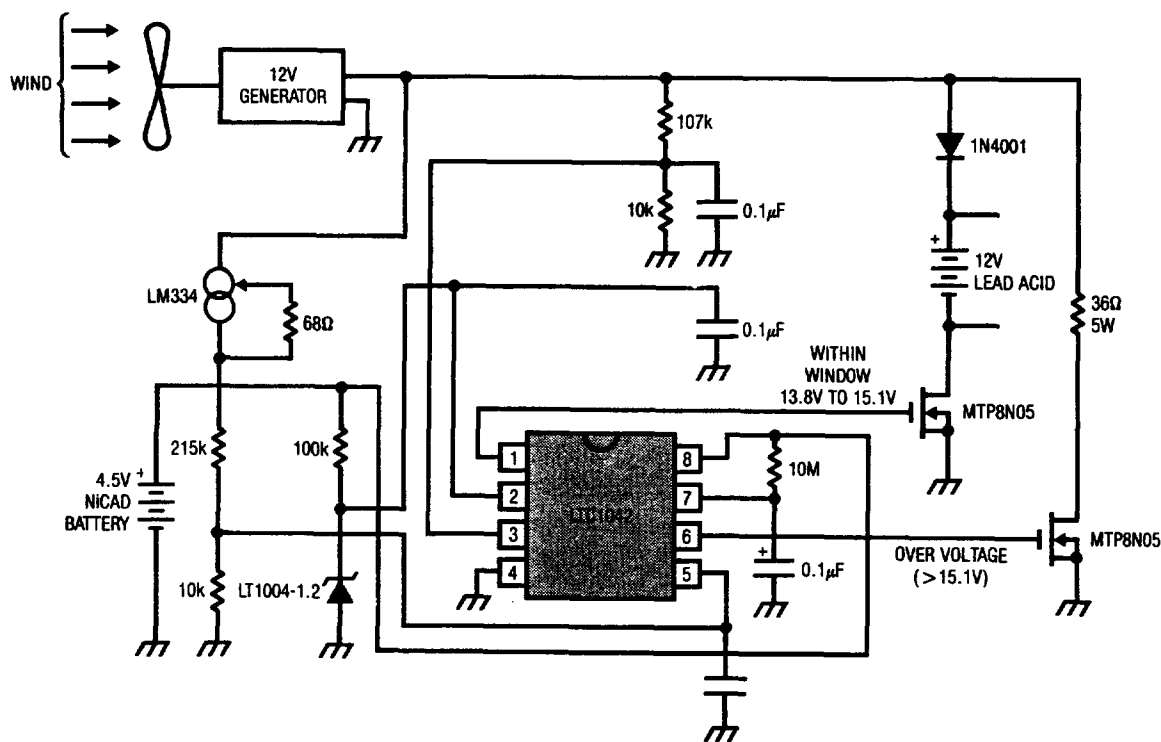 WIND
12V
GENERATOR
107k
1N4001
10k
0.1µF
+
12V
LEAD ACID
LM334
68Ω
0.1µF
36Ω
5W
WITHIN
WINDOW
13.8V TO 15.1V
MTP8N05
215k
100k
1
8
10M
4.5V
NiCAD
BATTERY
+
2
7
LTC1042
3
6
OVER VOLTAGE
(>15.1V)
MTP8N05
10k
LT1004-1.2
4
5
+
0.1µF